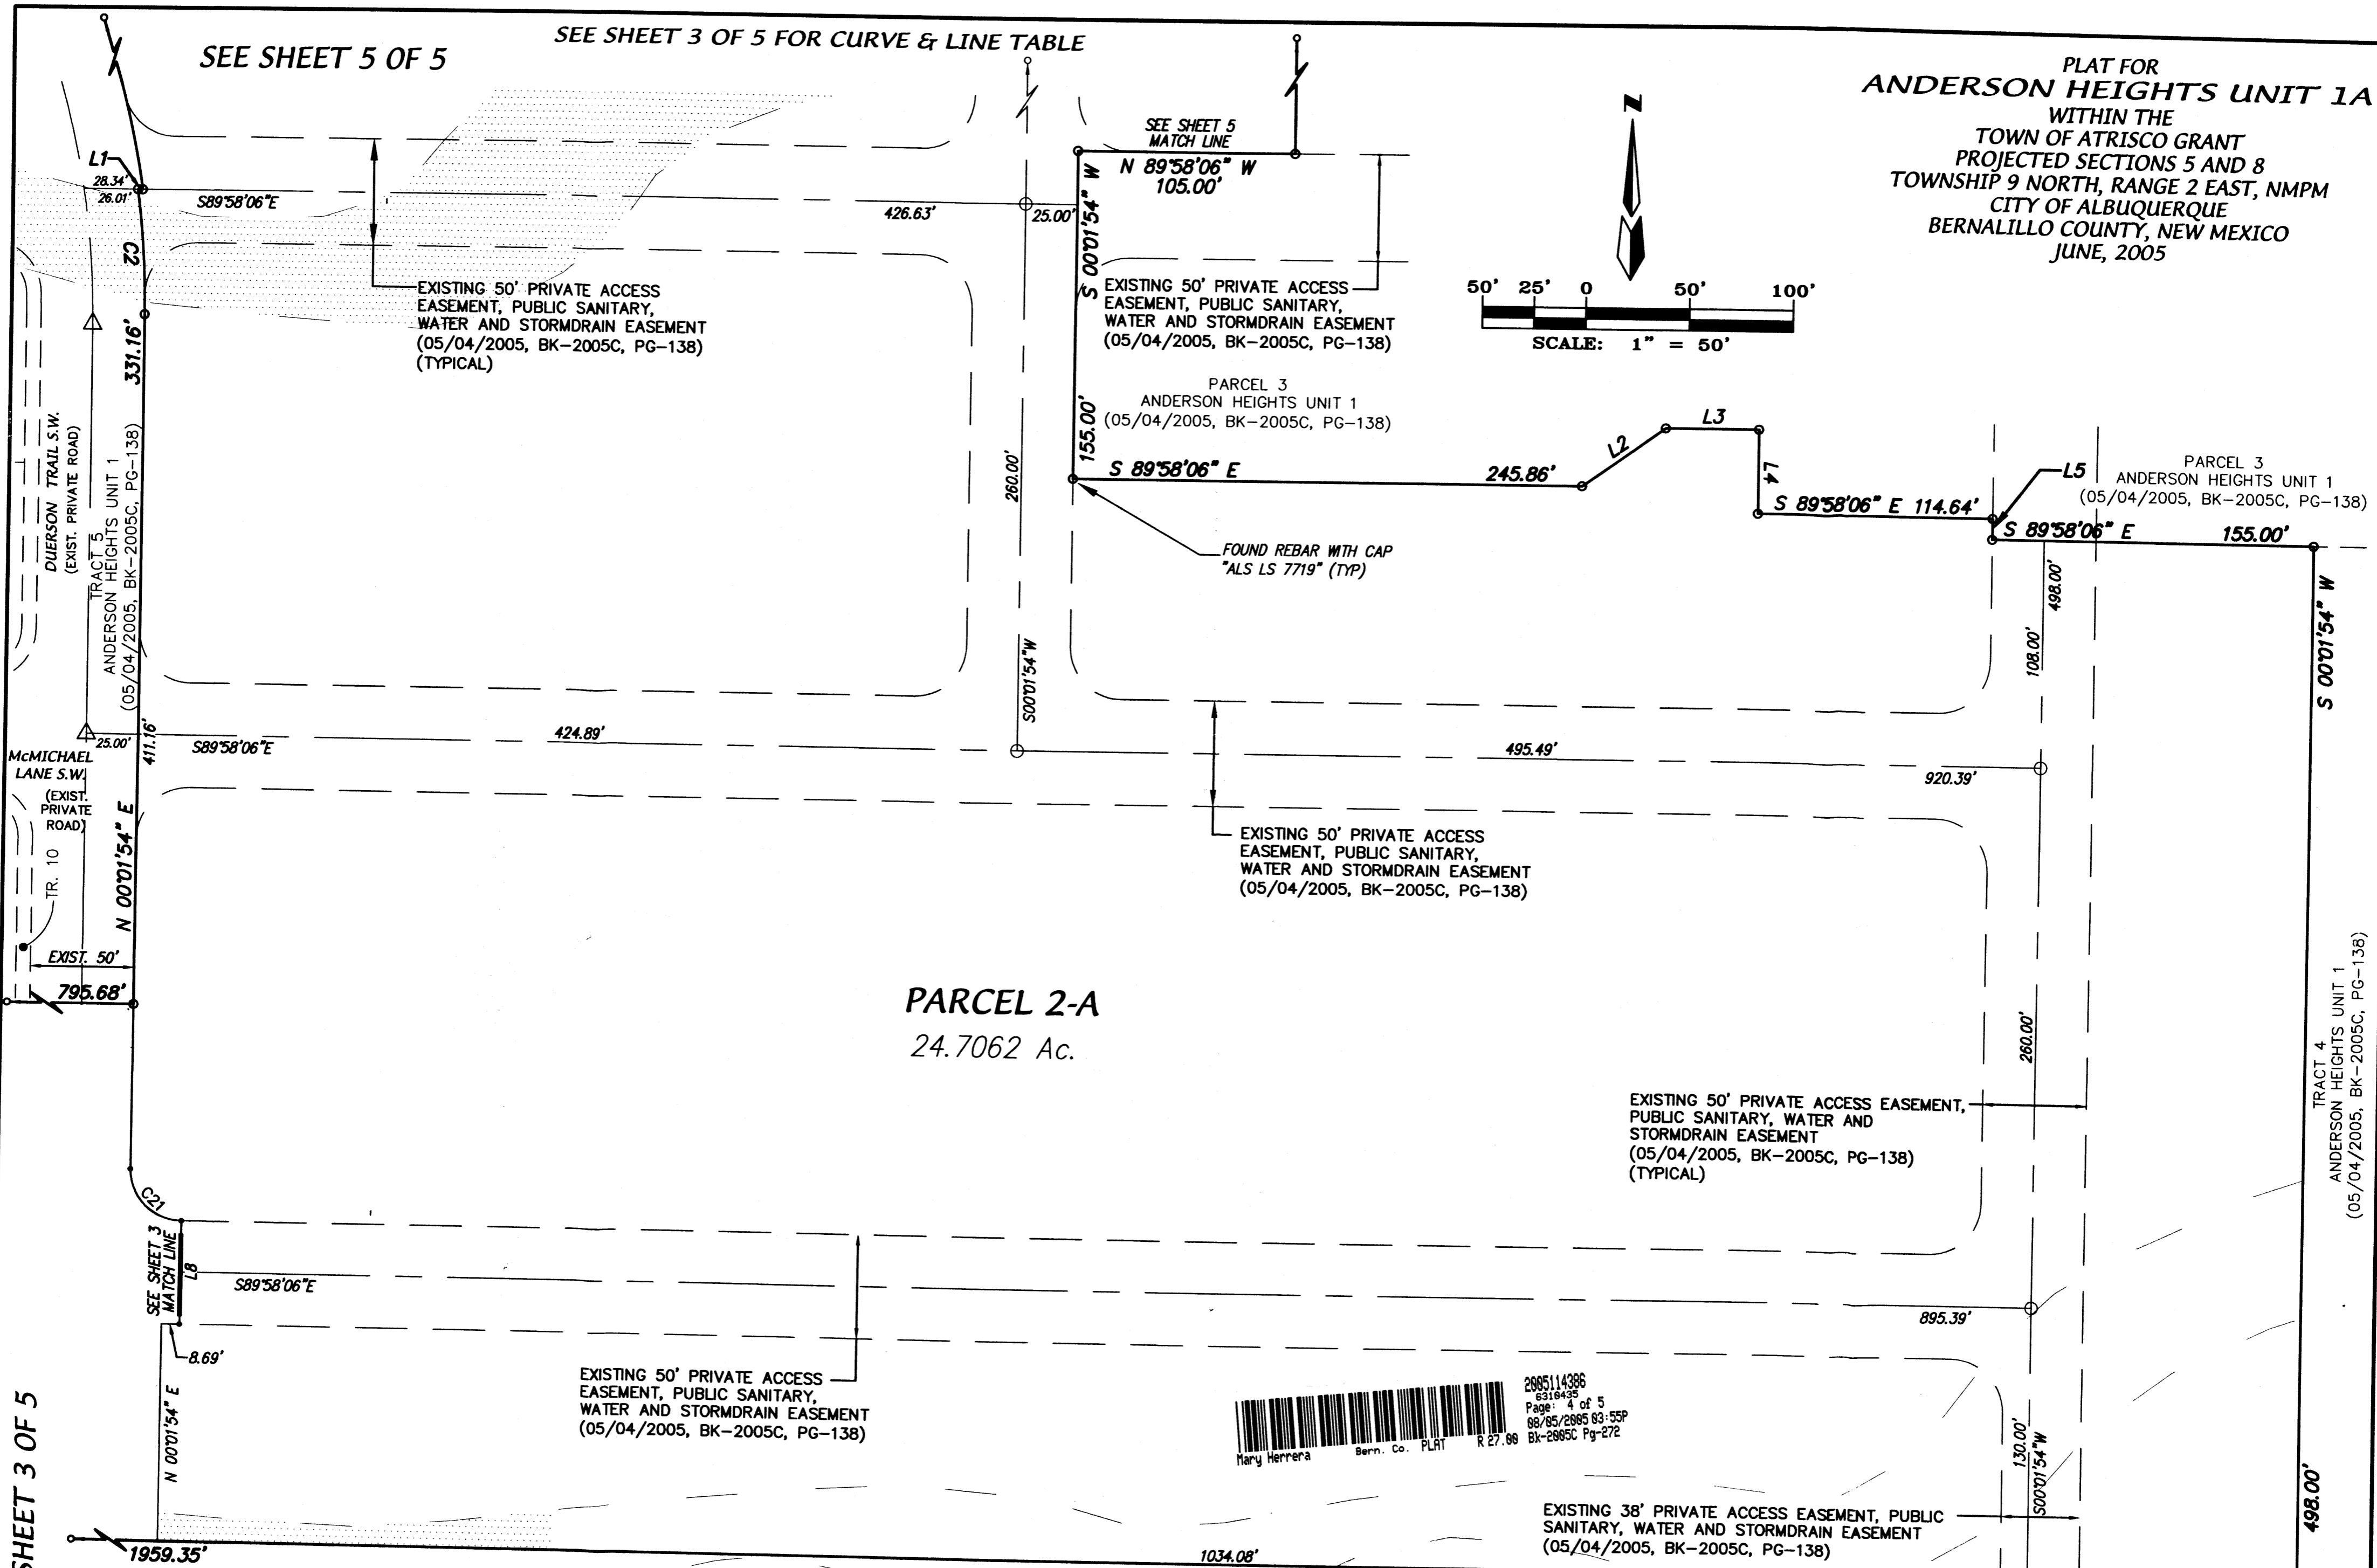 SEE SHEET 5 OF 5
SEE SHEET 3 OF 5 FOR CURVE & LINE TABLE
PLAT FOR
ANDERSON HEIGHTS UNIT 1A
WITHIN THE
TOWN OF ATRISCO GRANT
PROJECTED SECTIONS 5 AND 8
TOWNSHIP 9 NORTH, RANGE 2 EAST, NMPM
CITY OF ALBUQUERQUE
BERNALILLO COUNTY, NEW MEXICO
JUNE, 2005
N
50' 25' 0 50' 100'
SCALE: 1" = 50'
SEE SHEET 5
MATCH LINE
N 89°58'06" W
105.00'
L1
28.34'
26.01'
S89°58'06"E
426.63'
25.00'
S 00°01'54" W
155.00'
C2
331.16'
EXISTING 50' PRIVATE ACCESS
EASEMENT, PUBLIC SANITARY,
WATER AND STORMDRAIN EASEMENT
(05/04/2005, BK-2005C, PG-138)
(TYPICAL)
EXISTING 50' PRIVATE ACCESS
EASEMENT, PUBLIC SANITARY,
WATER AND STORMDRAIN EASEMENT
(05/04/2005, BK-2005C, PG-138)
PARCEL 3
ANDERSON HEIGHTS UNIT 1
(05/04/2005, BK-2005C, PG-138)
DUERSON TRAIL S.W.
(EXIST. PRIVATE ROAD)
TRACT 5
ANDERSON HEIGHTS UNIT 1
(05/04/2005, BK-2005C, PG-138)
260.00'
S00°01'54"W
S 89°58'06" E
245.86'
L2
L3
L4
S 89°58'06" E 114.64'
L5
PARCEL 3
ANDERSON HEIGHTS UNIT 1
(05/04/2005, BK-2005C, PG-138)
S 89°58'06" E
155.00'
FOUND REBAR WITH CAP
"ALS LS 7719" (TYP)
498.00'
108.00'
S 00°01'54" W
25.00'
S89°58'06"E
424.89'
495.49'
920.39'
411.16'
McMICHAEL
LANE S.W.
(EXIST.
PRIVATE
ROAD)
TR. 10
N 00°01'54" E
EXIST. 50'
795.68'
EXISTING 50' PRIVATE ACCESS
EASEMENT, PUBLIC SANITARY,
WATER AND STORMDRAIN EASEMENT
(05/04/2005, BK-2005C, PG-138)
PARCEL 2-A
24.7062 Ac.
260.00'
TRACT 4
ANDERSON HEIGHTS UNIT 1
(05/04/2005, BK-2005C, PG-138)
EXISTING 50' PRIVATE ACCESS EASEMENT,
PUBLIC SANITARY, WATER AND
STORMDRAIN EASEMENT
(05/04/2005, BK-2005C, PG-138)
(TYPICAL)
C21
SEE SHEET 3
MATCH LINE
L8
S89°58'06"E
895.39'
8.69'
N 00°01'54" E
EXISTING 50' PRIVATE ACCESS
EASEMENT, PUBLIC SANITARY,
WATER AND STORMDRAIN EASEMENT
(05/04/2005, BK-2005C, PG-138)
2005114386
6310435
Page: 4 of 5
08/05/2005 03:55P
Mary Herrera Bern. Co. PLAT R 27.00 Bk-2005C Pg-272
130.00'
S00°01'54"W
498.00'
EXISTING 38' PRIVATE ACCESS EASEMENT, PUBLIC
SANITARY, WATER AND STORMDRAIN EASEMENT
(05/04/2005, BK-2005C, PG-138)
SHEET 3 OF 5
1959.35'
1034.08'